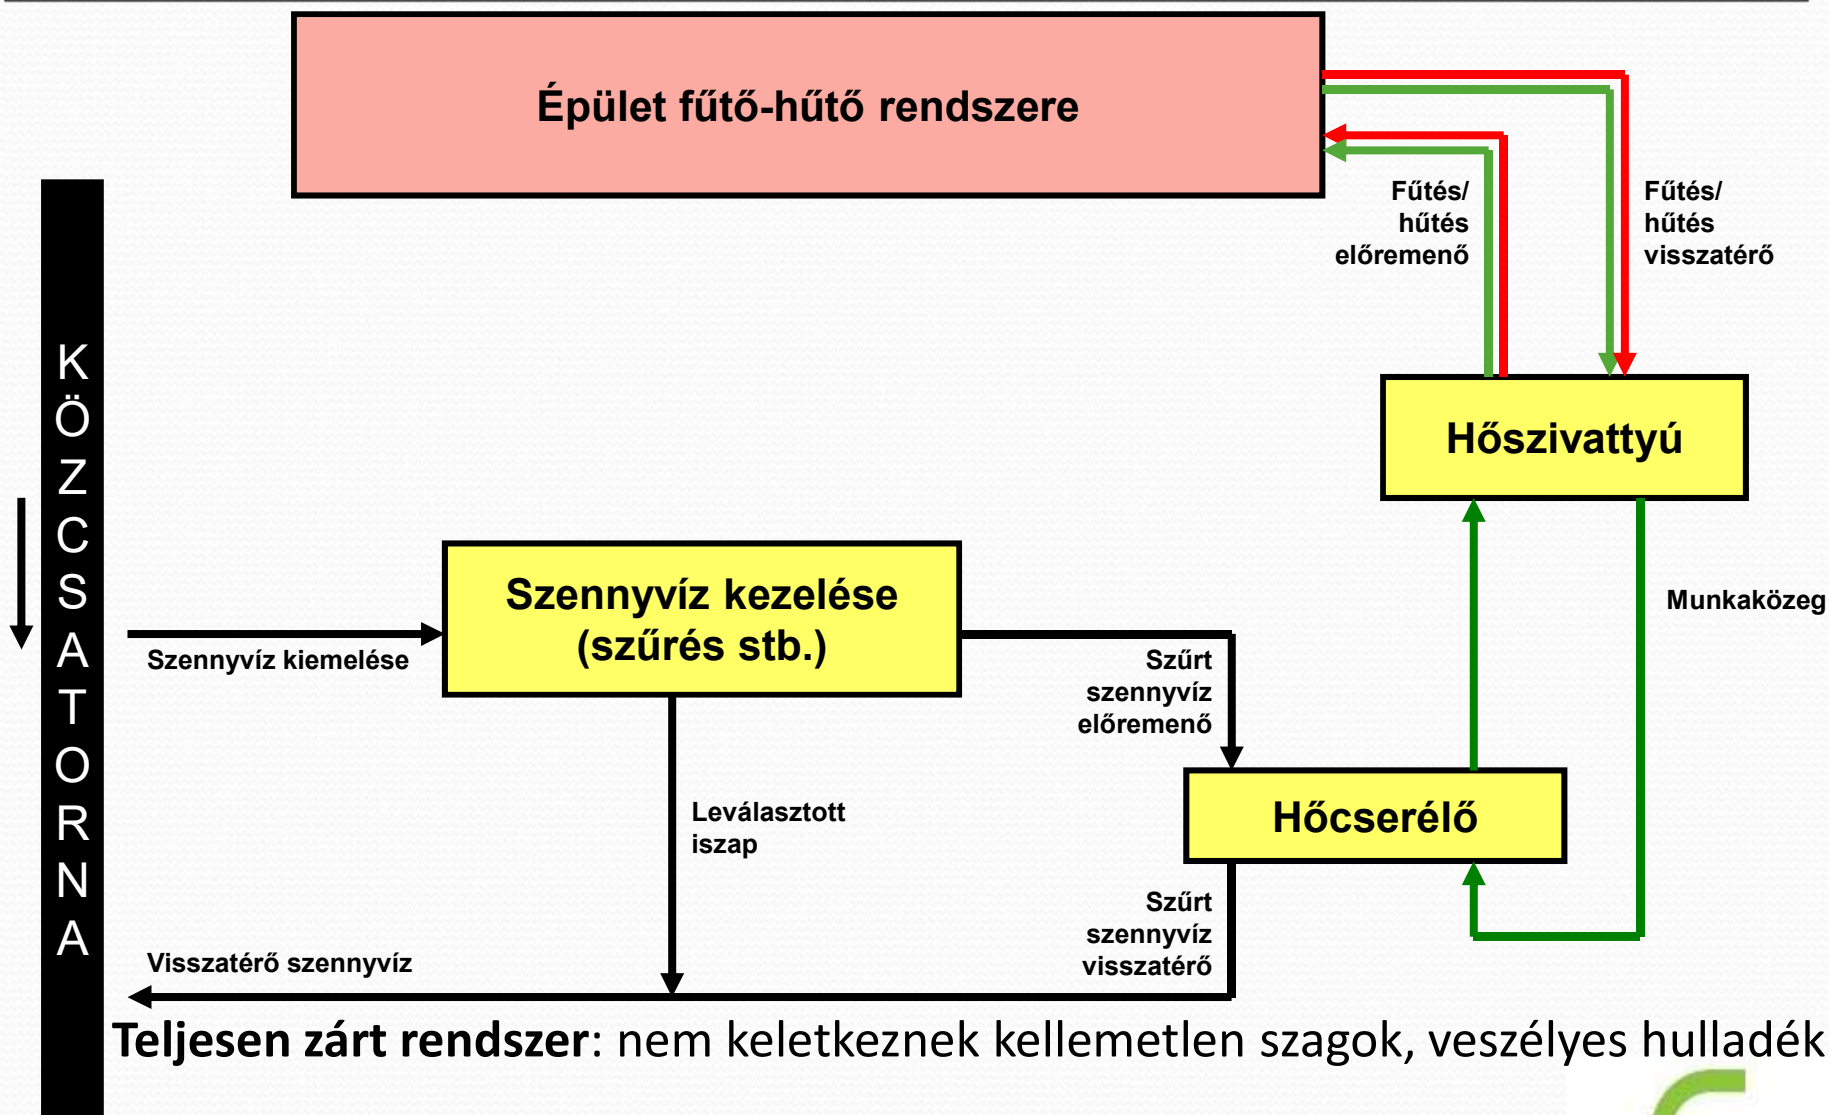 Épület fűtő-hűtő rendszere
Fűtés/
hűtés
előremenő
Fűtés/
hűtés
visszatérő
KÖZCSATORNA
Hőszivattyú
Szennyvíz kezelése
(szűrés stb.)
Munkaközeg
Szennyvíz kiemelése
Szűrt
szennyvíz
előremenő
Leválasztott
iszap
Hőcserélő
Szűrt
szennyvíz
visszatérő
Visszatérő szennyvíz
Teljesen zárt rendszer: nem keletkeznek kellemetlen szagok, veszélyes hulladék